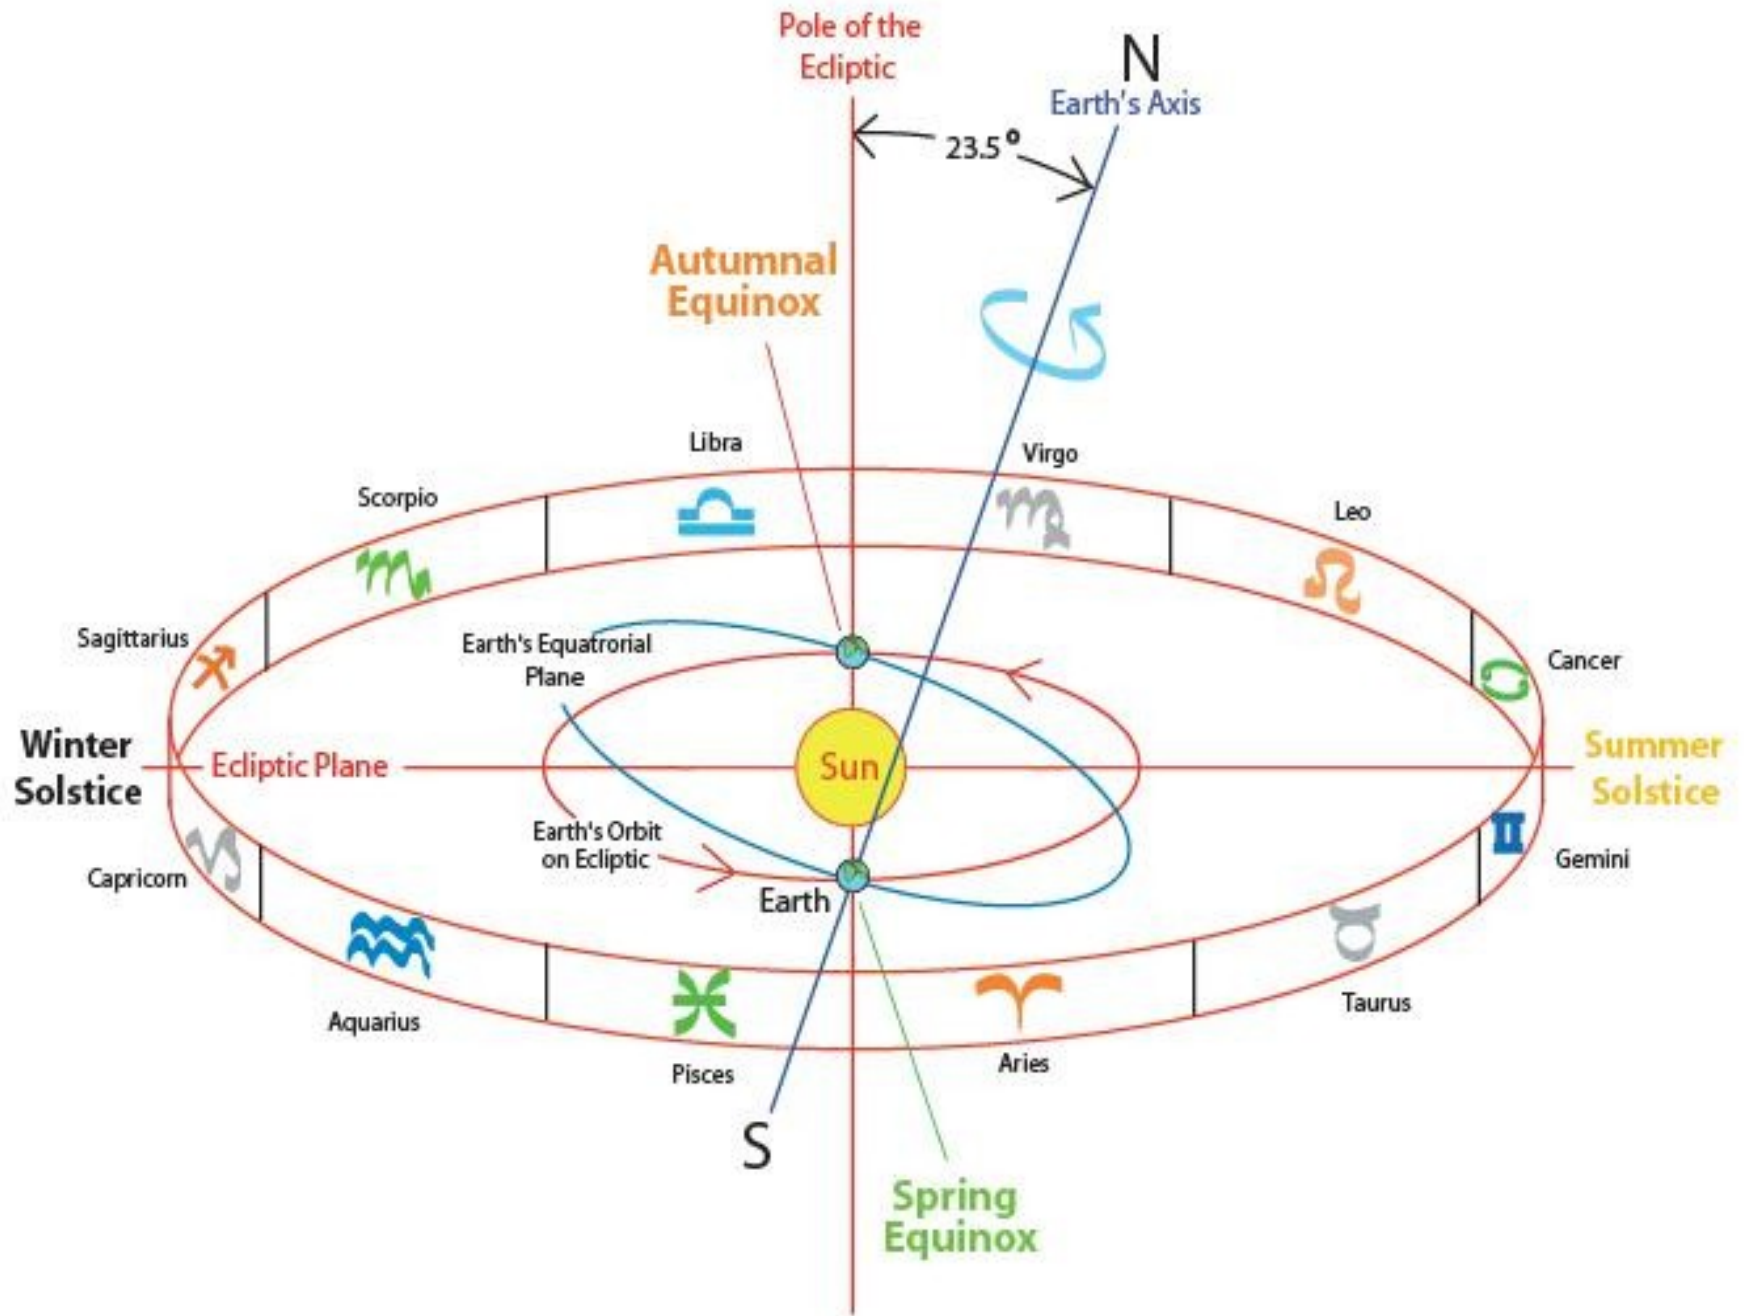 Pole of the
Ecliptic
N
Earth's Axis
23.5°
Autumnal
Equinox
Libra
Virgo
Scorpio
Leo
Sagittarius
Earth's Equatrorial
Plane
Cancer
Winter
Solstice
Ecliptic Plane
Sun
Summer
Solstice
Earth's Orbit
on Ecliptic
Capricorn
Gemini
Earth
Aquarius
Taurus
Pisces
Aries
S
Spring
Equinox